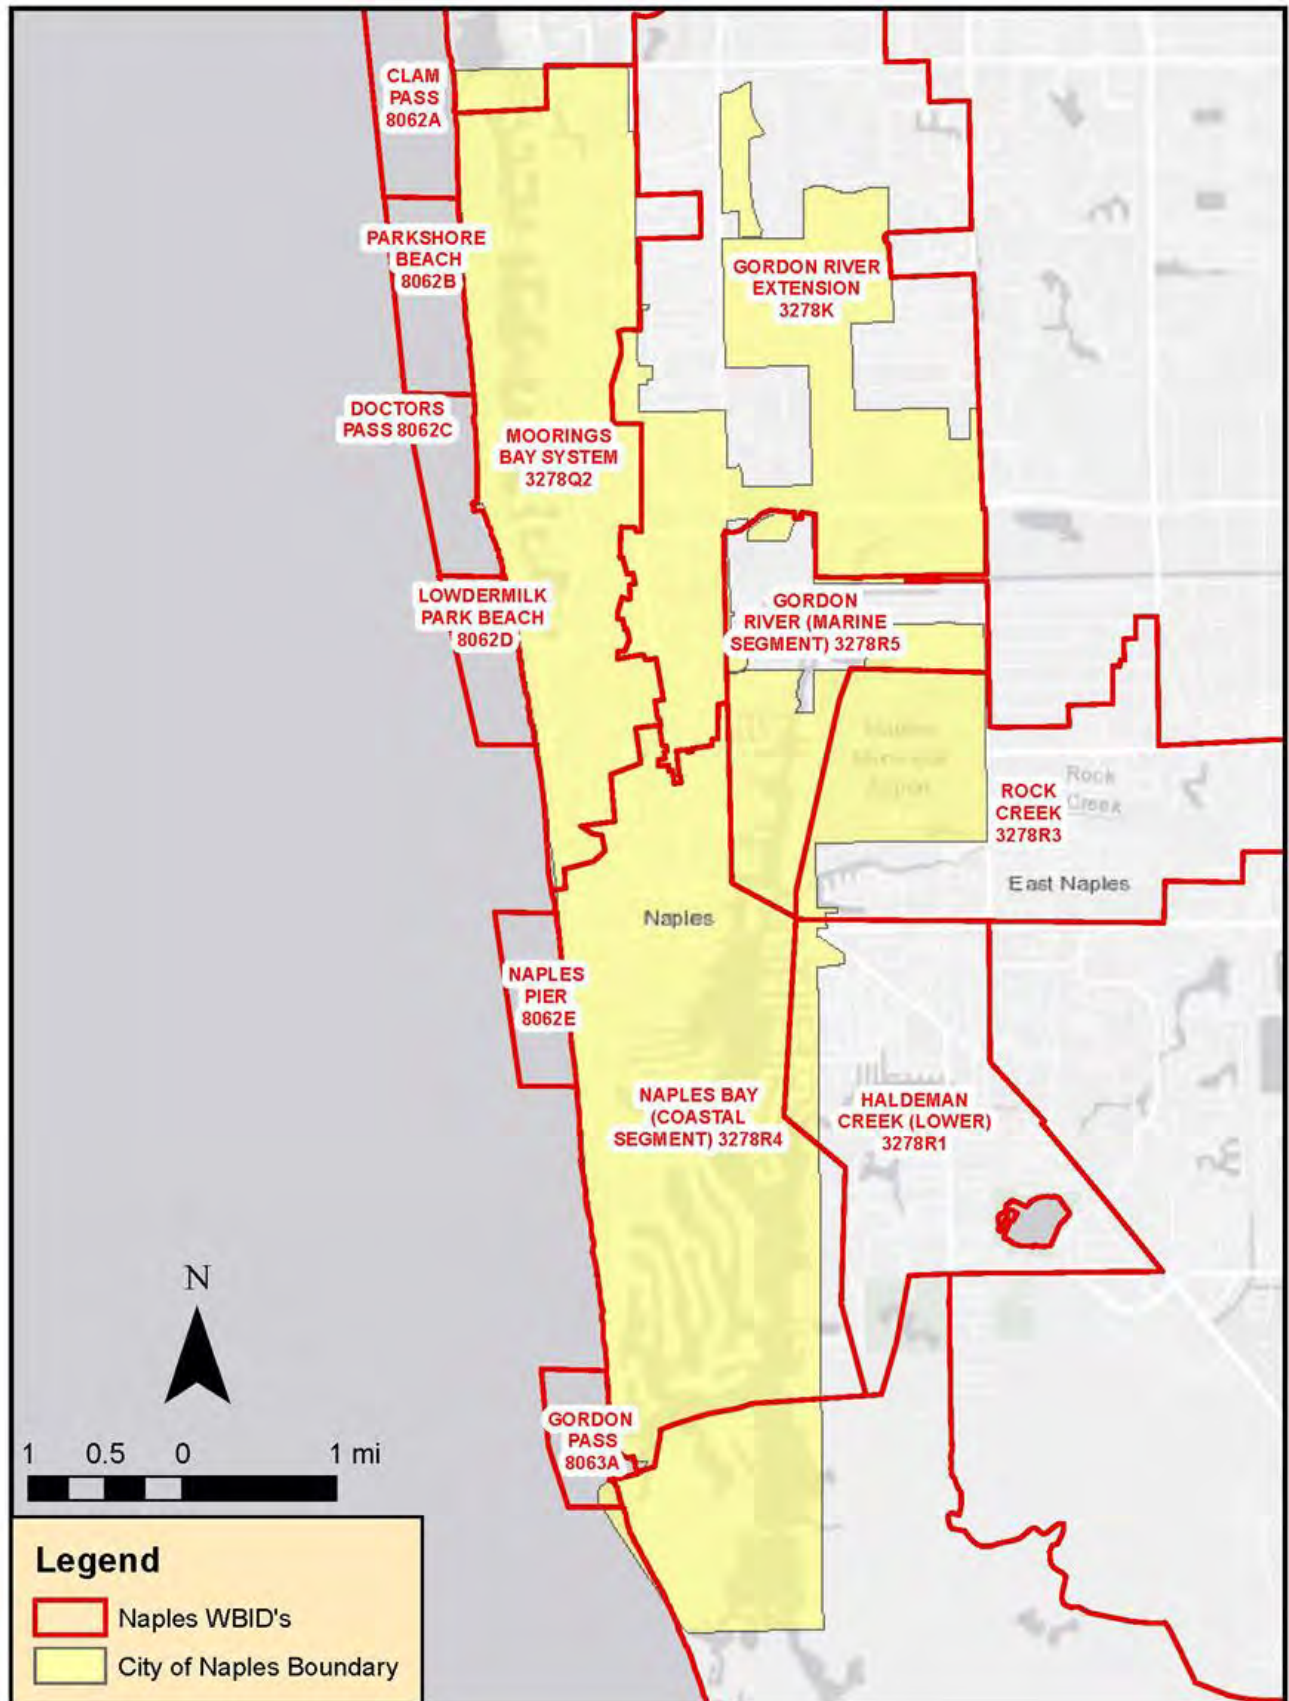 CLAM
PASS
8062A
PARKSHORE
BEACH
8062B
GORDON RIVER
EXTENSION
3278K
DOCTORS
PASS 8062C
MOORINGS
BAY SYSTEM
3278Q2
LOWDERMILK
PARK BEACH
8062D
GORDON
RIVER (MARINE
SEGMENT) 3278R5
Naples
Municipal
Airport
Rock
Creek
ROCK
CREEK
3278R3
East Naples
Naples
NAPLES
PIER
8062E
NAPLES BAY
(COASTAL
SEGMENT) 3278R4
HALDEMAN
CREEK (LOWER)
3278R1
N
GORDON
PASS
8063A
1 0.5 0 1 mi
Legend
Naples WBID's
City of Naples Boundary